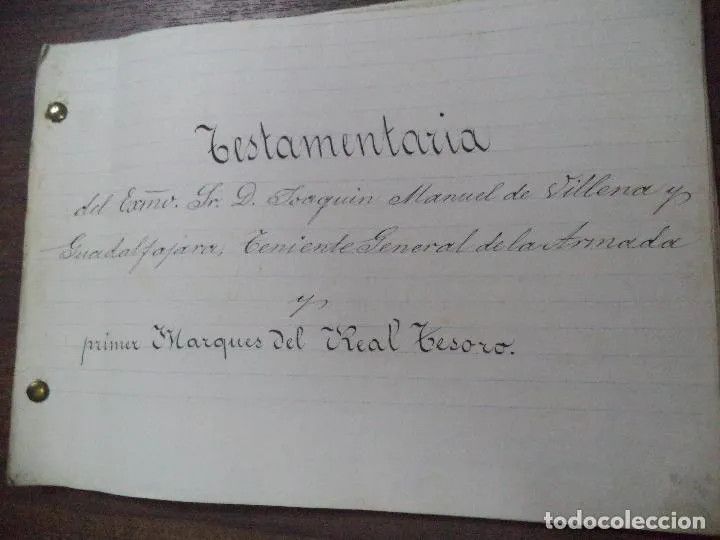 Testamentaria
del Exmo. Sr. D. Joaquin Manuel de Villena y
Guadalfajara, Teniente General de la Armada
y
primer Marques del Real Tesoro.
todocoleccion